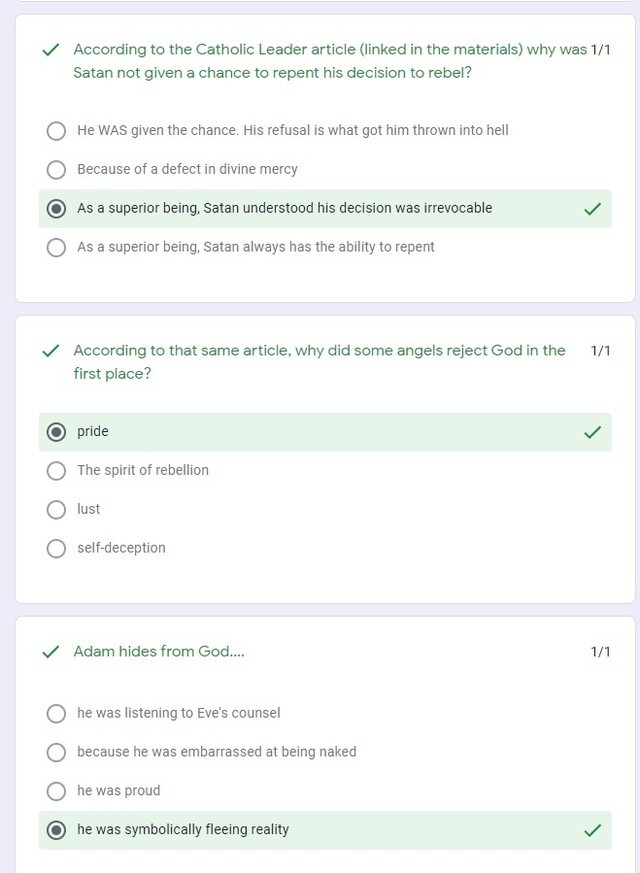 According to the Catholic Leader article (linked in the materials) why was 1/1
Satan not given a chance to repent his decision to rebel?
He WAS given the chance. His refusal is what got him thrown into hell
Because of a defect in divine mercy
As a superior being, Satan understood his decision was irrevocable
As a superior being, Satan always has the ability to repent
According to that same article, why did some angels reject God in the 1/1
first place?
pride
The spirit of rebellion
lust
self-deception
Adam hides from God.... 1/1
he was listening to Eve's counsel
because he was embarrassed at being naked
he was proud
he was symbolically fleeing reality